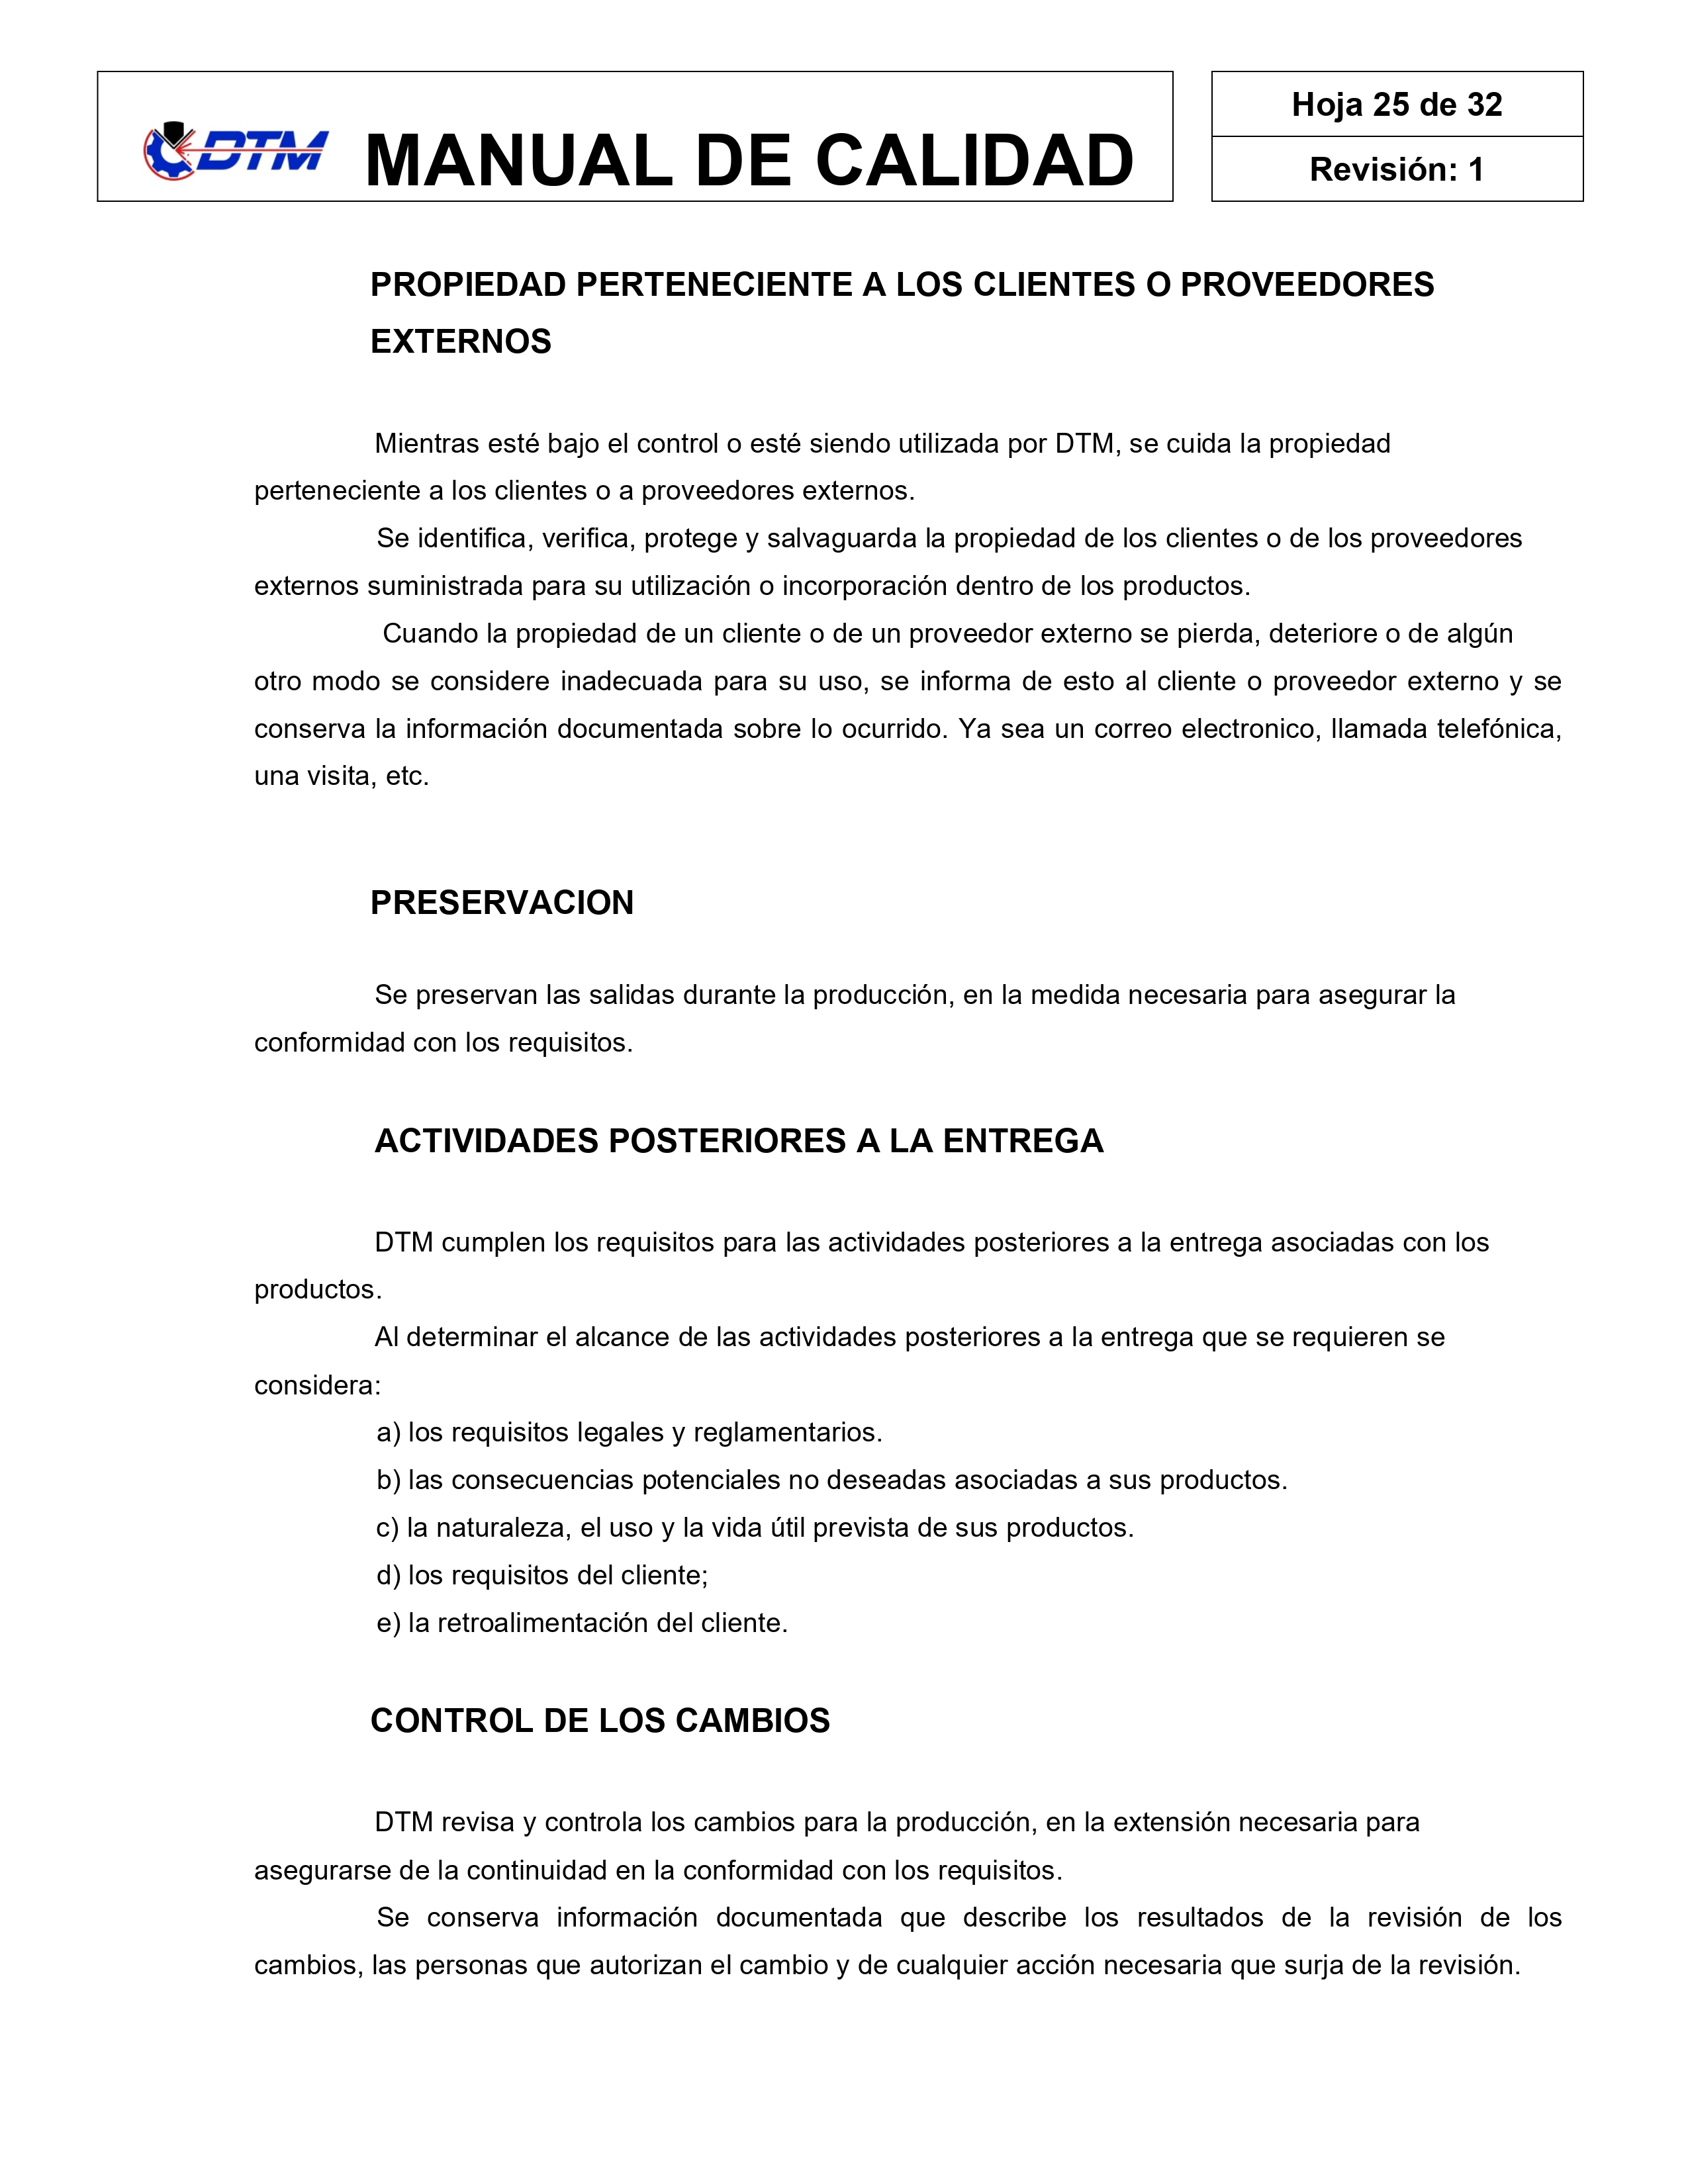 DTM
MANUAL DE CALIDAD
Hoja 25 de 32
Revisión: 1
PROPIEDAD PERTENECIENTE A LOS CLIENTES O PROVEEDORES
EXTERNOS
Mientras esté bajo el control o esté siendo utilizada por DTM, se cuida la propiedad
perteneciente a los clientes o a proveedores externos.
Se identifica, verifica, protege y salvaguarda la propiedad de los clientes o de los proveedores
externos suministrada para su utilización o incorporación dentro de los productos.
Cuando la propiedad de un cliente o de un proveedor externo se pierda, deteriore o de algún
otro modo se considere inadecuada para su uso, se informa de esto al cliente o proveedor externo y se
conserva la información documentada sobre lo ocurrido. Ya sea un correo electronico, llamada telefónica,
una visita, etc.
PRESERVACION
Se preservan las salidas durante la producción, en la medida necesaria para asegurar la
conformidad con los requisitos.
ACTIVIDADES POSTERIORES A LA ENTREGA
DTM cumplen los requisitos para las actividades posteriores a la entrega asociadas con los
productos.
Al determinar el alcance de las actividades posteriores a la entrega que se requieren se
considera:
a) los requisitos legales y reglamentarios.
b) las consecuencias potenciales no deseadas asociadas a sus productos.
c) la naturaleza, el uso y la vida útil prevista de sus productos.
d) los requisitos del cliente;
e) la retroalimentación del cliente.
CONTROL DE LOS CAMBIOS
DTM revisa y controla los cambios para la producción, en la extensión necesaria para
asegurarse de la continuidad en la conformidad con los requisitos.
Se conserva información documentada que describe los resultados de la revisión de los
cambios, las personas que autorizan el cambio y de cualquier acción necesaria que surja de la revisión.